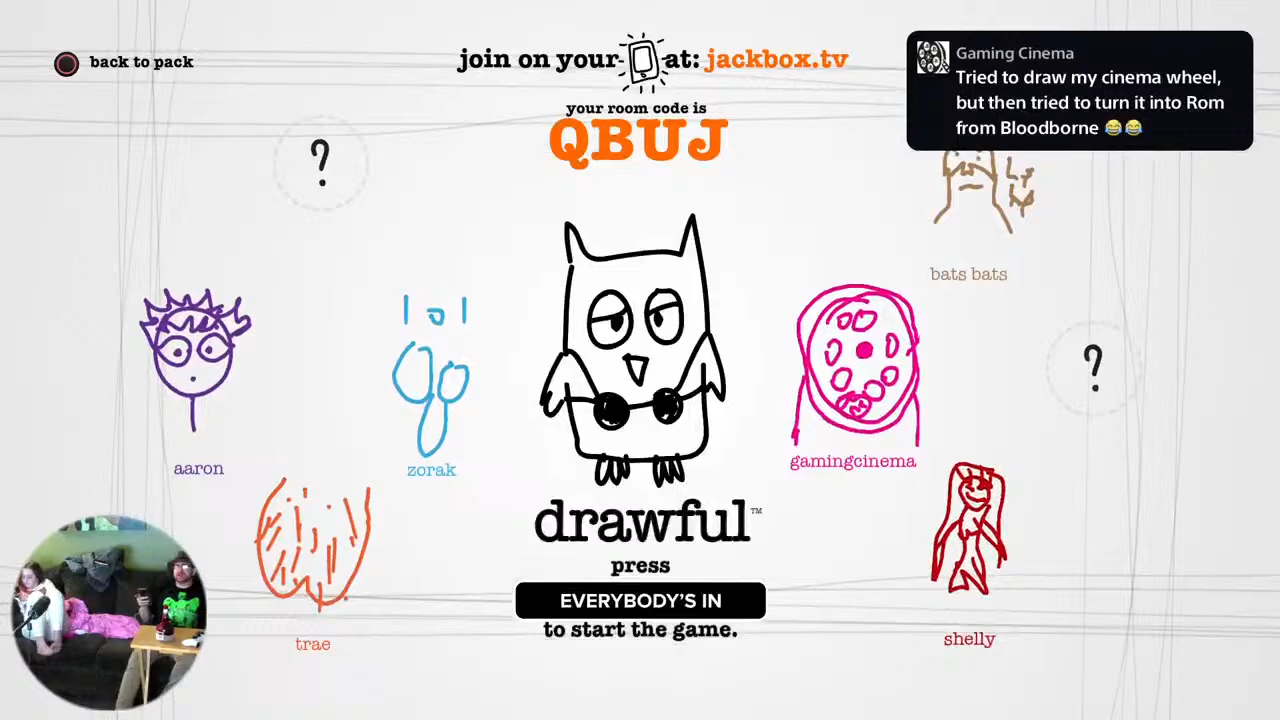 back to pack
join on your at: jackbox.tv
your room code is
QBUJ
Gaming Cinema
Tried to draw my cinema wheel,
but then tried to turn it into Rom
from Bloodborne 😂😂
?
bats bats
lol
?
aaron
zorak
gamingcinema
drawful™
press
EVERYBODY'S IN
to start the game.
trae
shelly